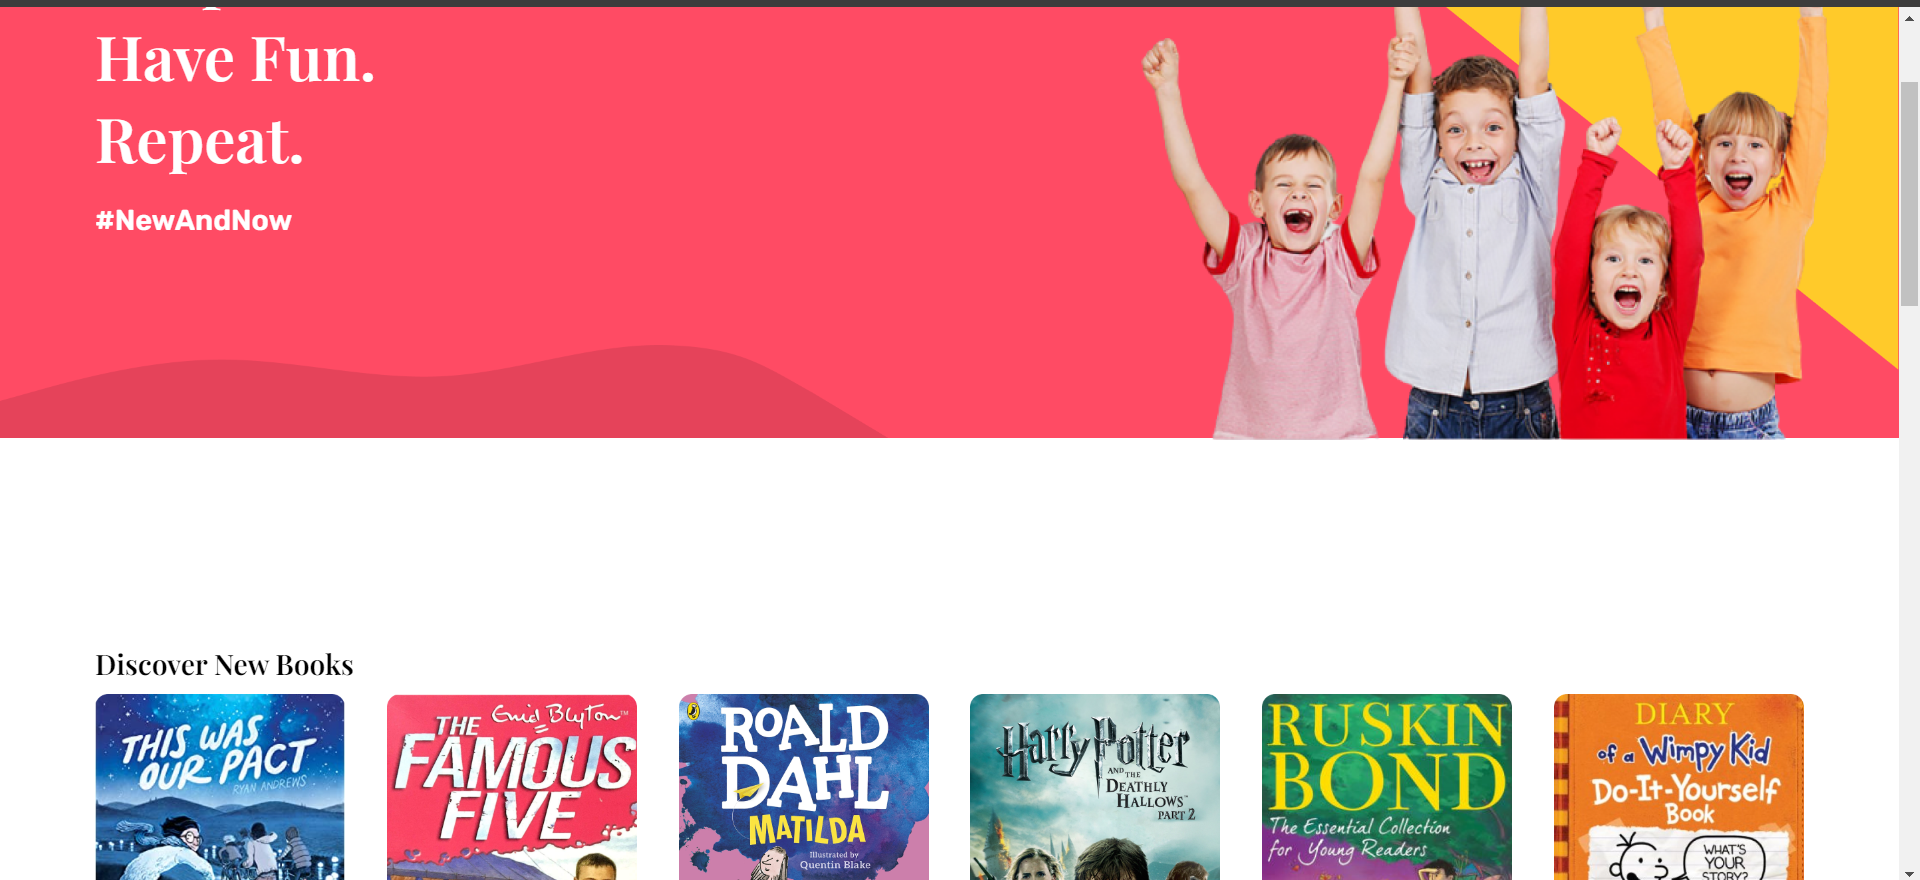 Have Fun.
Repeat.
#NewAndNow
Discover New Books
THIS WAS
OUR PACT
RYAN ANDREWS
Enid Blyton™
THE
FAMOUS
FIVE
ROALD
DAHL
MATILDA
Illustrated by
Quentin Blake
Harry Potter
AND THE
DEATHLY
HALLOWS™
PART 2
RUSKIN
BOND
The Essential Collection
for Young Readers
DIARY
of a Wimpy Kid
Do-It-Yourself
Book
WHAT'S
YOUR
STORY?